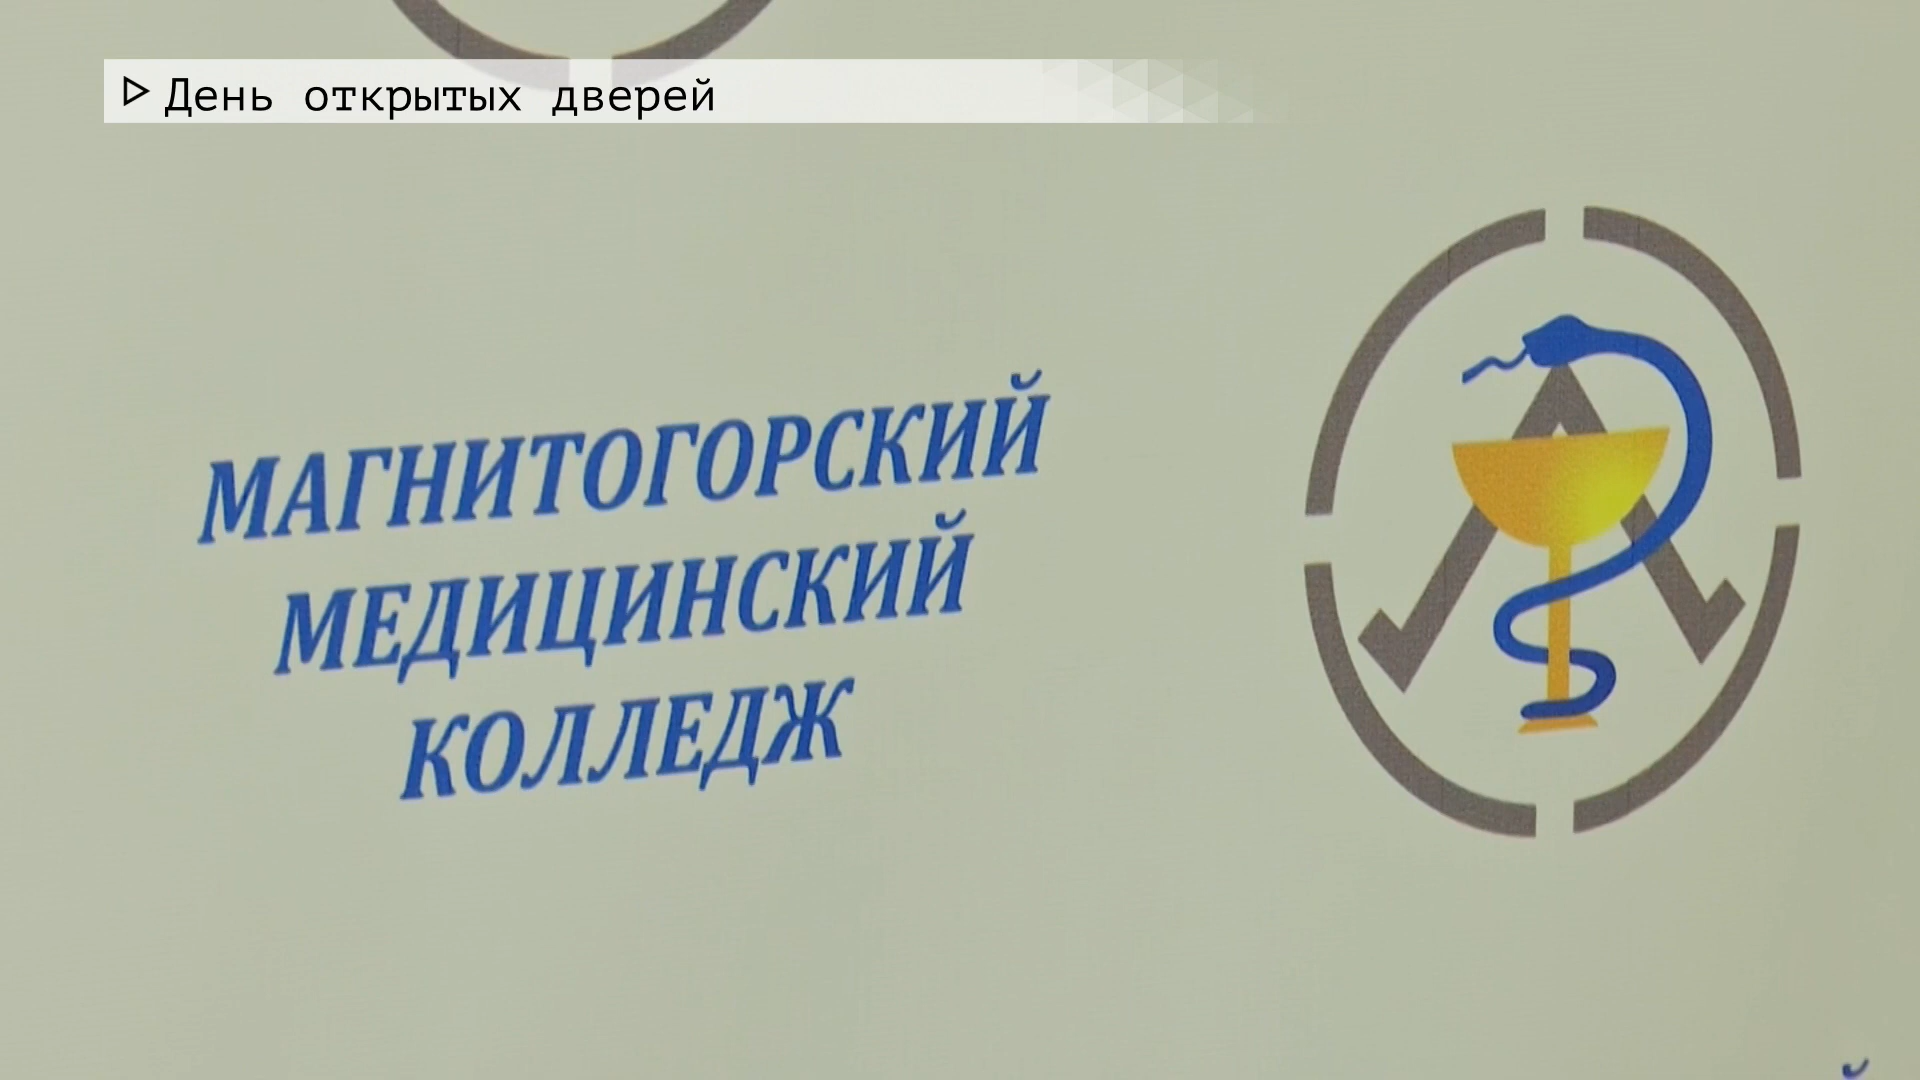 День открытых дверей
МАГНИТОГОРСКИЙ
МЕДИЦИНСКИЙ
КОЛЛЕДЖ